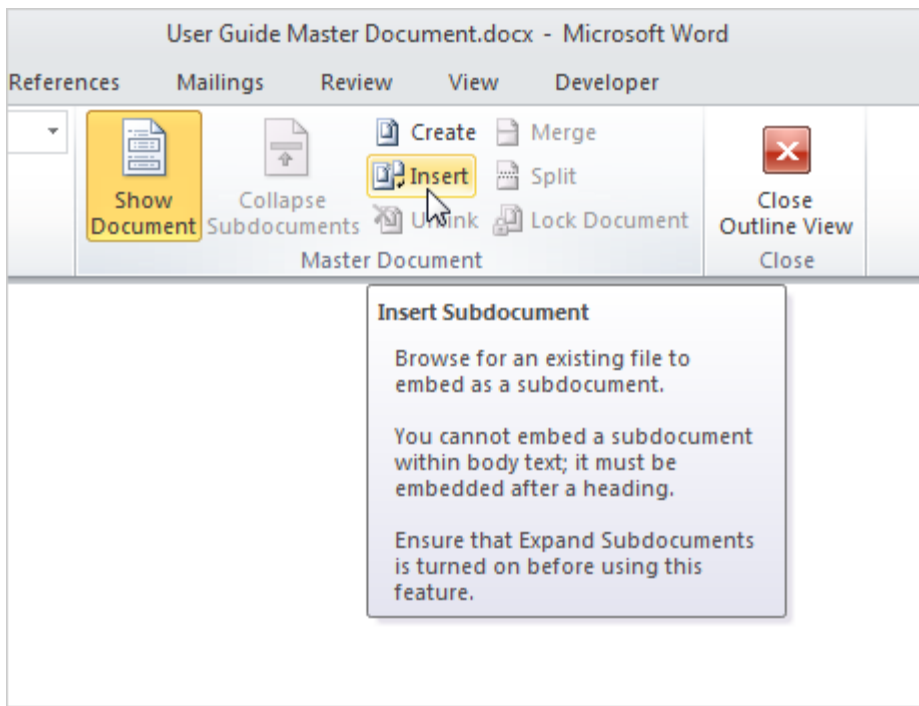 User Guide Master Document.docx - Microsoft Word
References Mailings Review View Developer
Show Document
Collapse Subdocuments
Create
Insert
Unlink
Merge
Split
Lock Document
Close Outline View
Master Document
Close
Insert Subdocument
Browse for an existing file to
embed as a subdocument.
You cannot embed a subdocument
within body text; it must be
embedded after a heading.
Ensure that Expand Subdocuments
is turned on before using this
feature.